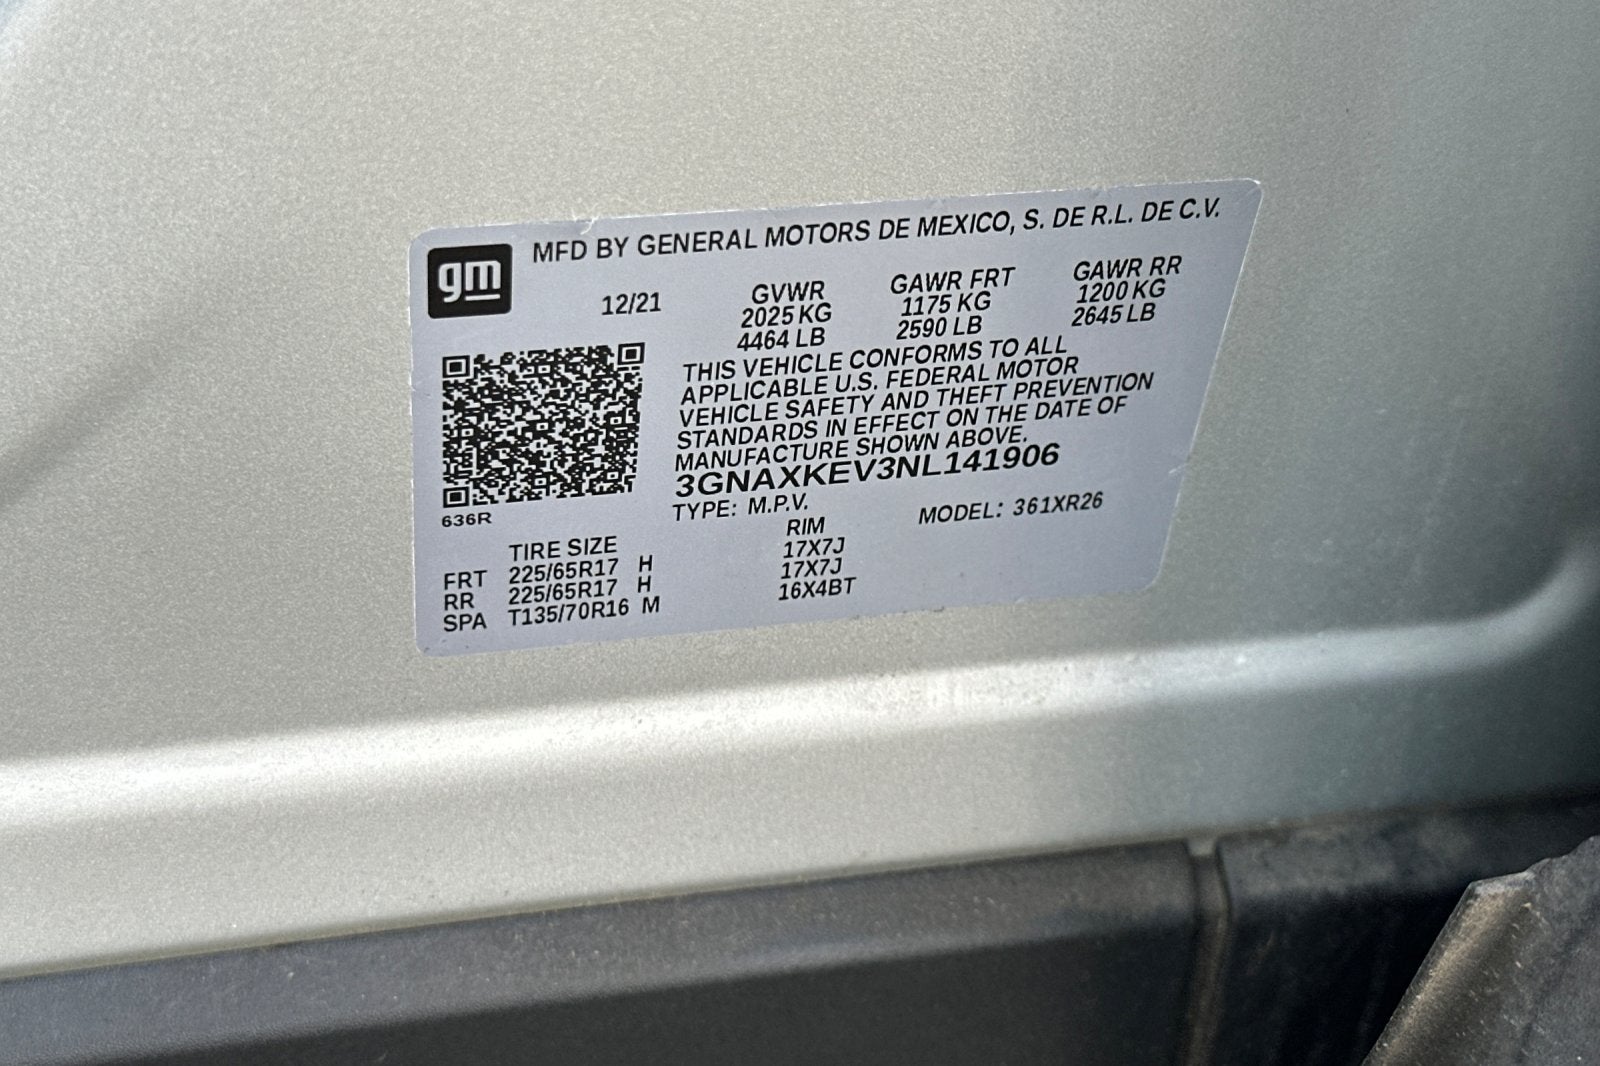 gm
MFD BY GENERAL MOTORS DE MEXICO, S. DE R.L. DE C.V.
12/21
GVWR GAWR FRT GAWR RR
2025 KG 1175 KG 1200 KG
4464 LB 2590 LB 2645 LB
THIS VEHICLE CONFORMS TO ALL
APPLICABLE U.S. FEDERAL MOTOR
VEHICLE SAFETY AND THEFT PREVENTION
STANDARDS IN EFFECT ON THE DATE OF
MANUFACTURE SHOWN ABOVE.
3GNAXKEV3NL141906
TYPE: M.P.V. MODEL: 361XR26
636R
TIRE SIZE RIM
FRT 225/65R17 H 17X7J
RR 225/65R17 H 17X7J
SPA T135/70R16 M 16X4BT